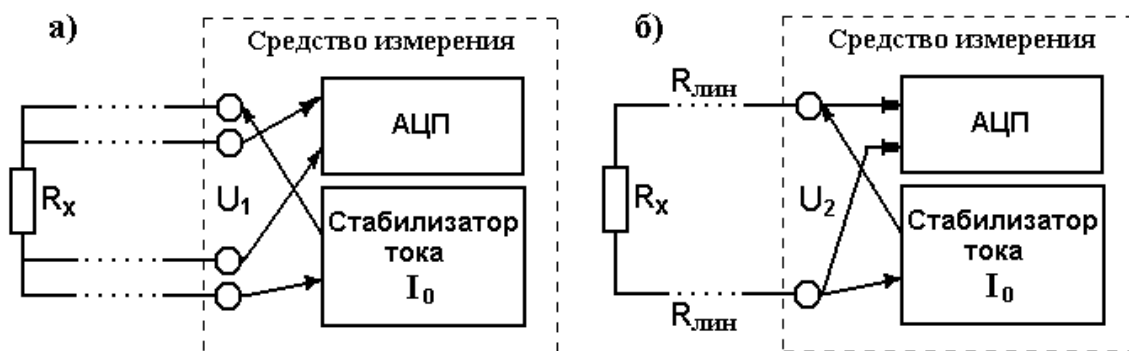 а)
Средство измерения
АЦП
Rₓ
U₁
Стабилизатор
тока
I₀
б)
Средство измерения
Rлин
АЦП
Rₓ
U₂
Стабилизатор
тока
I₀
Rлин